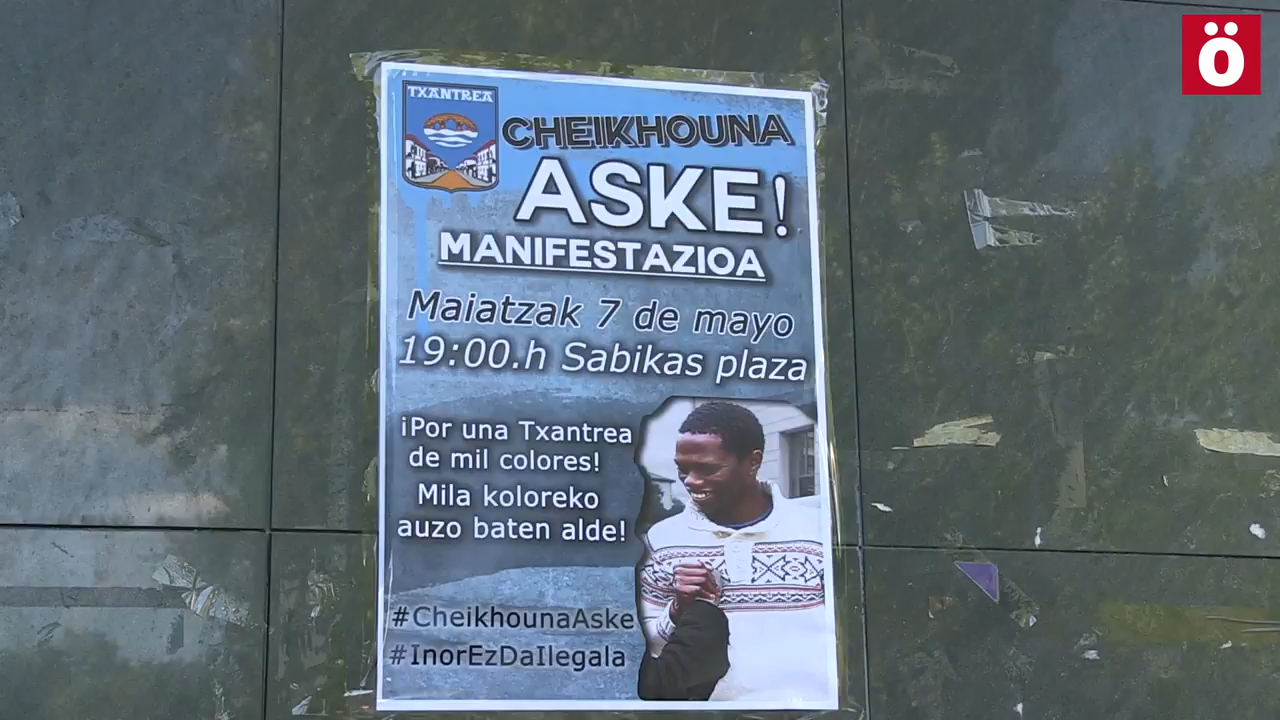 Ö
TXANTREA
CHEIKHOUNA
ASKE!
MANIFESTAZIOA
Maiatzak 7 de mayo
19:00.h Sabikas plaza
¡Por una Txantrea
de mil colores!
Mila koloreko
auzo baten alde!
#CheikhounaAske
#InorEzDaIlegala